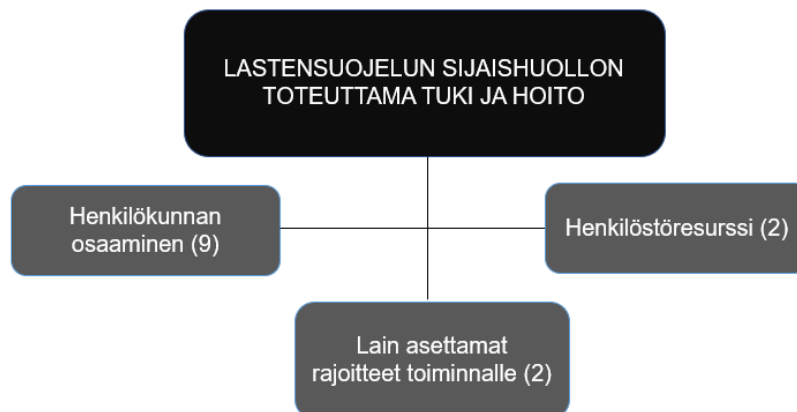 LASTENSUOJELUN SIJAISHUOLLON
TOTEUTTAMA TUKI JA HOITO
Henkilökunnan
osaaminen (9)
Henkilöstöresurssi (2)
Lain asettamat
rajoitteet toiminnalle (2)